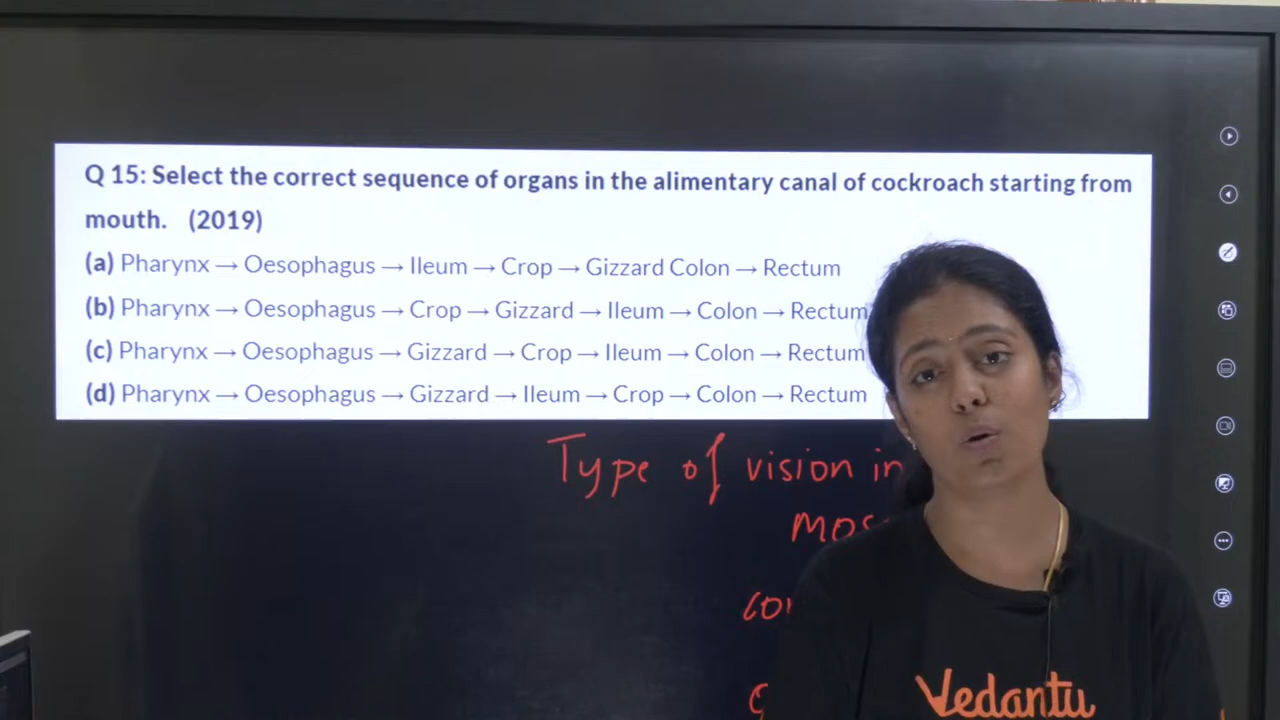 Q 15: Select the correct sequence of organs in the alimentary canal of cockroach starting from
mouth. (2019)
(a) Pharynx → Oesophagus → Ileum → Crop → Gizzard Colon → Rectum
(b) Pharynx → Oesophagus → Crop → Gizzard → Ileum → Colon → Rectum
(c) Pharynx → Oesophagus → Gizzard → Crop → Ileum → Colon → Rectum
(d) Pharynx → Oesophagus → Gizzard → Ileum → Crop → Colon → Rectum
Type of vision in
Vedantu